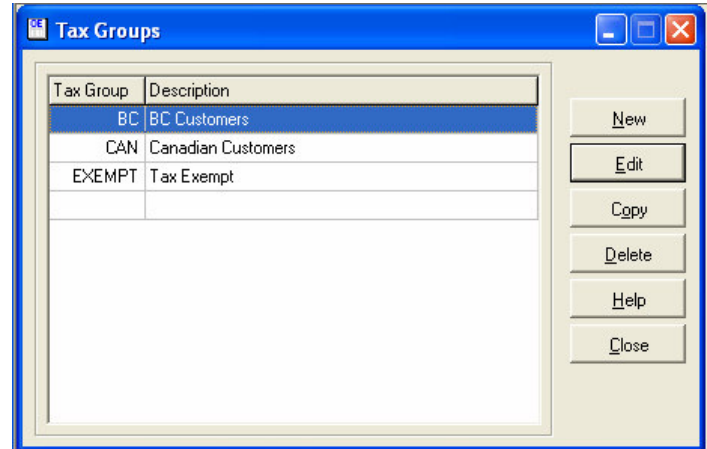 OE Tax Groups
Tax Group Description
BC BC Customers
CAN Canadian Customers
EXEMPT Tax Exempt
New
Edit
Copy
Delete
Help
Close